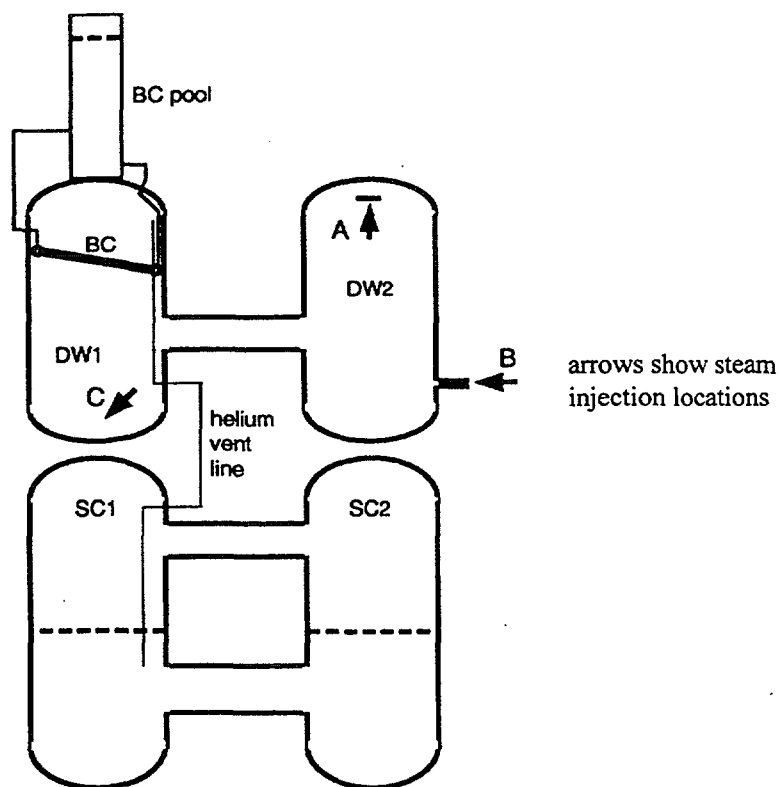 BC pool
BC
A
DW2
DW1
B
arrows show steam
injection locations
C
helium
vent
line
SC1
SC2